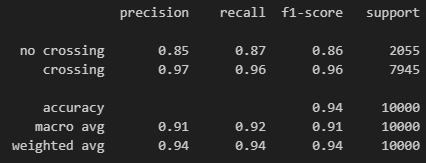 precision recall f1-score support
no crossing 0.85 0.87 0.86 2055
crossing 0.97 0.96 0.96 7945
accuracy 0.94 10000
macro avg 0.91 0.92 0.91 10000
weighted avg 0.94 0.94 0.94 10000